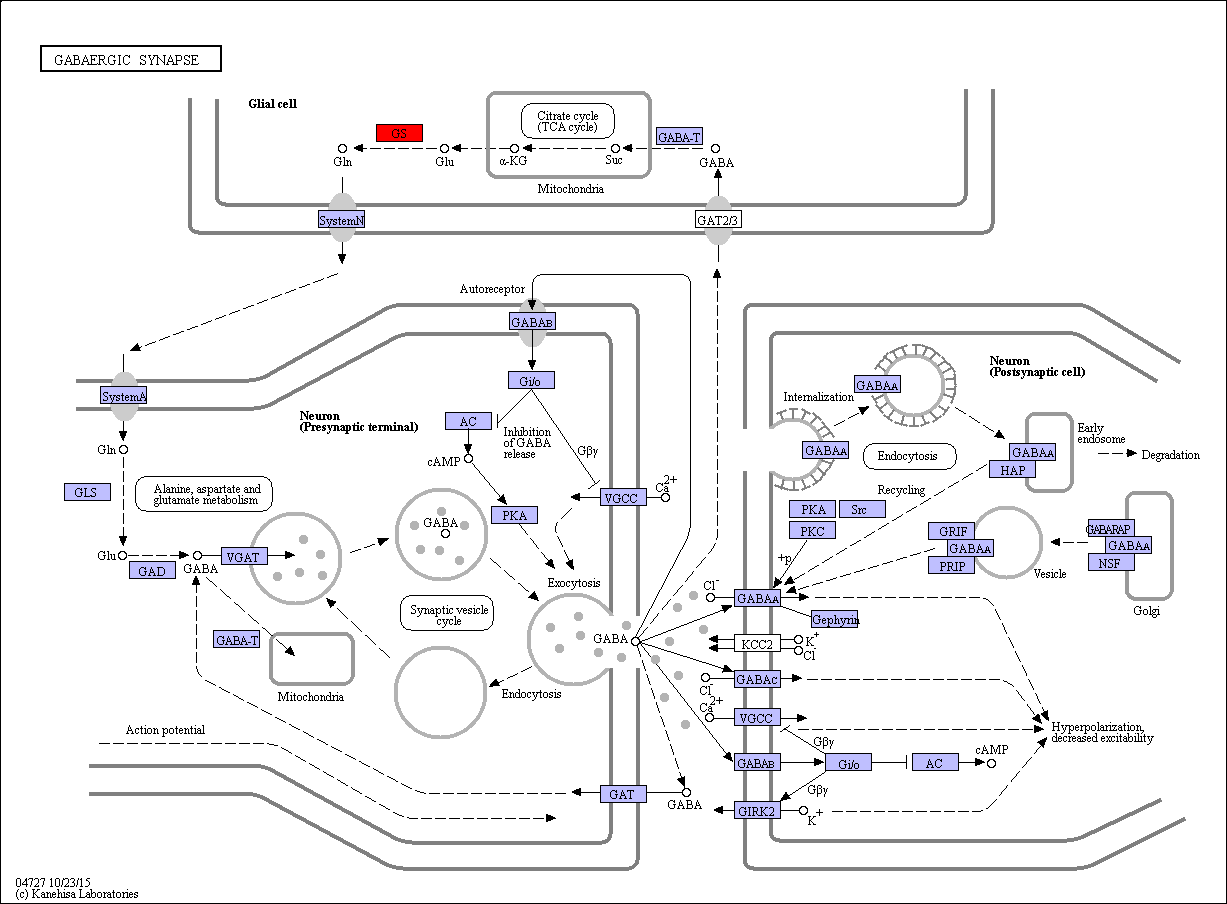 GABAERGIC SYNAPSE
Glial cell
GS
Citrate cycle
(TCA cycle)
GABA-T
Gln
Glu
α-KG
Suc
GABA
Mitochondria
SystemN
GAT2/3
Autoreceptor
GABAB
Gi/o
Neuron
(Presynaptic terminal)
AC
Inhibition
of GABA
release
Gβγ
cAMP
PKA
VGCC
Ca2+
SystemA
Gln
GLS
Alanine, aspartate and
glutamate metabolism
Glu
GAD
GABA
VGAT
GABA
Exocytosis
Synaptic vesicle
cycle
GABA-T
Mitochondria
GABA
Endocytosis
Action potential
GAT
GABA
Neuron
(Postsynaptic cell)
GABAA
Internalization
GABAA
Endocytosis
GABAA
HAP
Early
endosome
Degradation
Recycling
PKA
Src
PKC
+p
GRIF
GABAA
PRIP
Vesicle
GABARAP
GABAA
NSF
Golgi
Cl-
GABAA
Gephyrin
KCC2
K+
Cl-
Cl-
GABAC
Ca2+
VGCC
Gβγ
GABAB
Gi/o
AC
cAMP
Gβγ
GIRK2
K+
Hyperpolarization,
decreased excitability
04727 10/23/15
(c) Kanehisa Laboratories